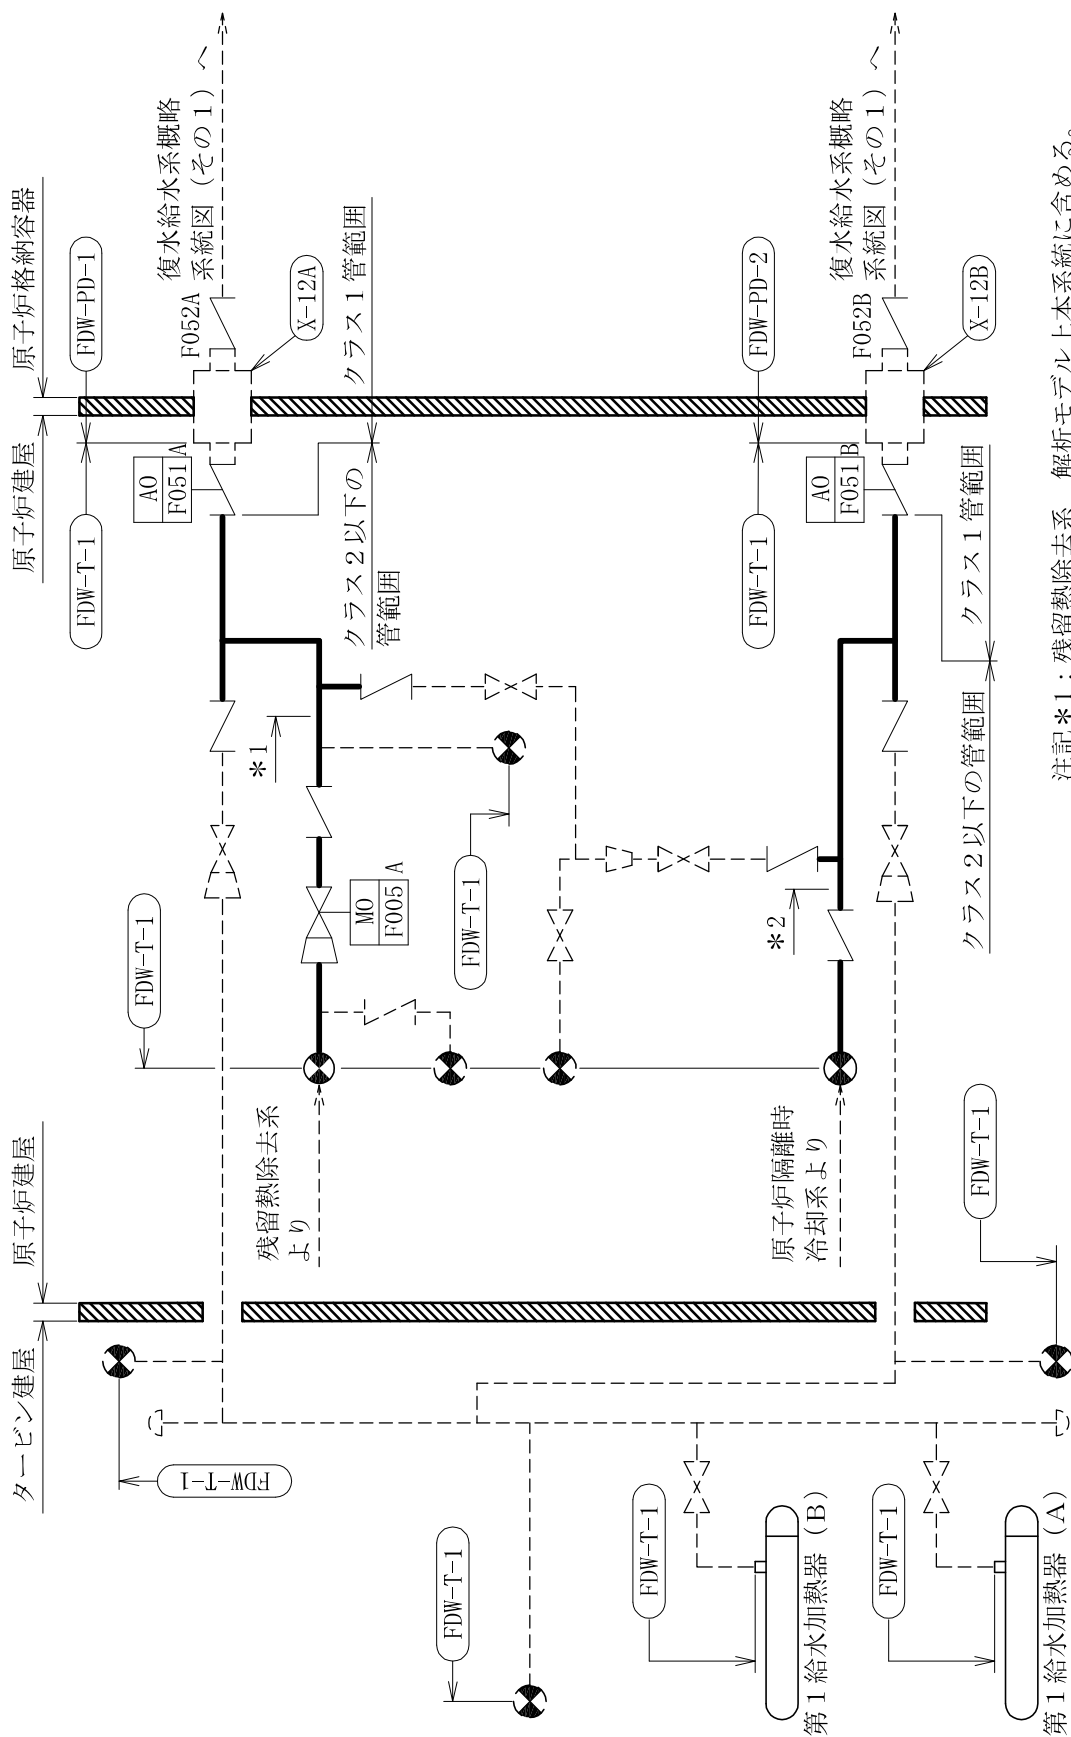 原子炉格納容器
原子炉建屋
FDW-PD-1
FDW-T-1
復水給水系概略
系統図(その1)へ
F052A
X-12A
クラス1管範囲
AO
F051
A
クラス2以下の
管範囲
復水給水系概略
系統図(その1)へ
F052B
FDW-PD-2
FDW-T-1
X-12B
AO
F051
B
クラス1管範囲
クラス2以下の管範囲
*1
MO
F005
A
FDW-T-1
FDW-T-1
*2
残留熱除去系
より
原子炉隔離時
冷却系より
FDW-T-1
原子炉建屋
タービン建屋
FDW-T-1
FDW-T-1
FDW-T-1
第1給水加熱器(B)
FDW-T-1
第1給水加熱器(A)
注記*1:残留熱除去系 解析モデル上本系統に含める。